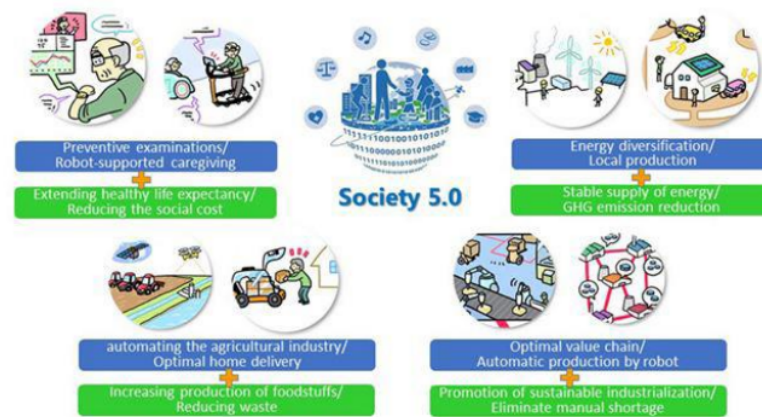 Preventive examinations/
Robot-supported caregiving
Extending healthy life expectancy/
Reducing the social cost
Society 5.0
Energy diversification/
Local production
Stable supply of energy/
GHG emission reduction
automating the agricultural industry/
Optimal home delivery
Increasing production of foodstuffs/
Reducing waste
Optimal value chain/
Automatic production by robot
Promotion of sustainable industrialization/
Eliminate manual shortage